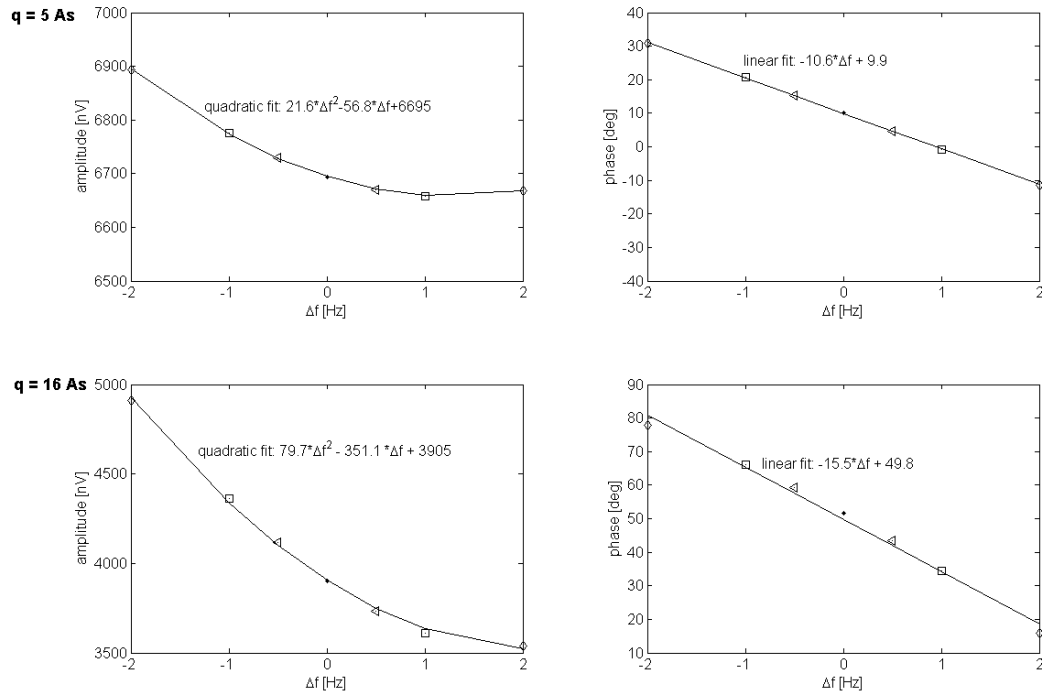 q = 5 As
7000
6900
6800
6700
6600
6500
amplitude [nV]
quadratic fit: 21.6*Δf²-56.8*Δf+6695
-2 -1 0 1 2
Δf [Hz]
40
30
20
10
0
-10
-20
-30
-40
phase [deg]
linear fit: -10.6*Δf + 9.9
-2 -1 0 1 2
Δf [Hz]
q = 16 As
5000
4500
4000
3500
amplitude [nV]
quadratic fit: 79.7*Δf² - 351.1 *Δf + 3905
-2 -1 0 1 2
Δf [Hz]
90
80
70
60
50
40
30
20
10
phase [deg]
linear fit: -15.5*Δf + 49.8
-2 -1 0 1 2
Δf [Hz]